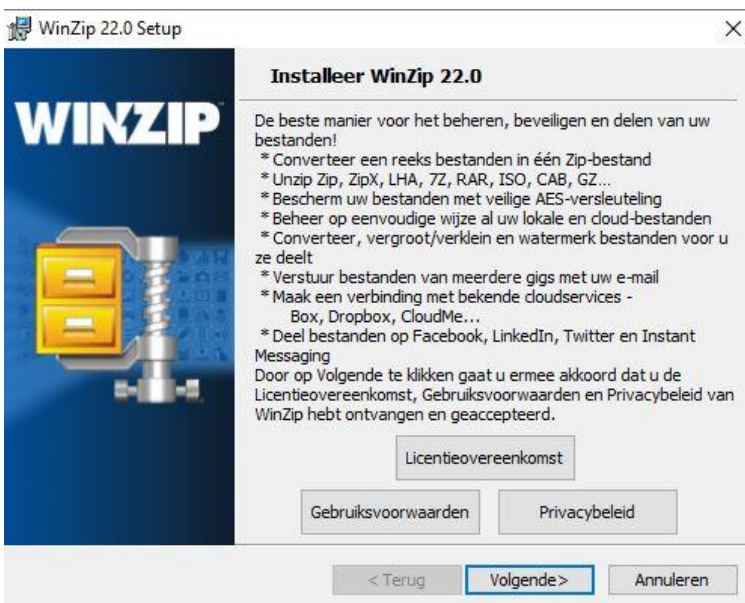 WinZip 22.0 Setup
WINZIP
Installeer WinZip 22.0
De beste manier voor het beheren, beveiligen en delen van uw
bestanden!
* Converteer een reeks bestanden in één Zip-bestand
* Unzip Zip, ZipX, LHA, 7Z, RAR, ISO, CAB, GZ...
* Bescherm uw bestanden met veilige AES-versleuteling
* Beheer op eenvoudige wijze al uw lokale en cloud-bestanden
* Converteer, vergroot/verklein en watermerk bestanden voor u
ze deelt
* Verstuur bestanden van meerdere gigs met uw e-mail
* Maak een verbinding met bekende cloudservices -
Box, Dropbox, CloudMe...
* Deel bestanden op Facebook, LinkedIn, Twitter en Instant
Messaging
Door op Volgende te klikken gaat u ermee akkoord dat u de
Licentieovereenkomst, Gebruiksvoorwaarden en Privacybeleid van
WinZip hebt ontvangen en geaccepteerd.
Licentieovereenkomst
Gebruiksvoorwaarden
Privacybeleid
< Terug
Volgende>
Annuleren